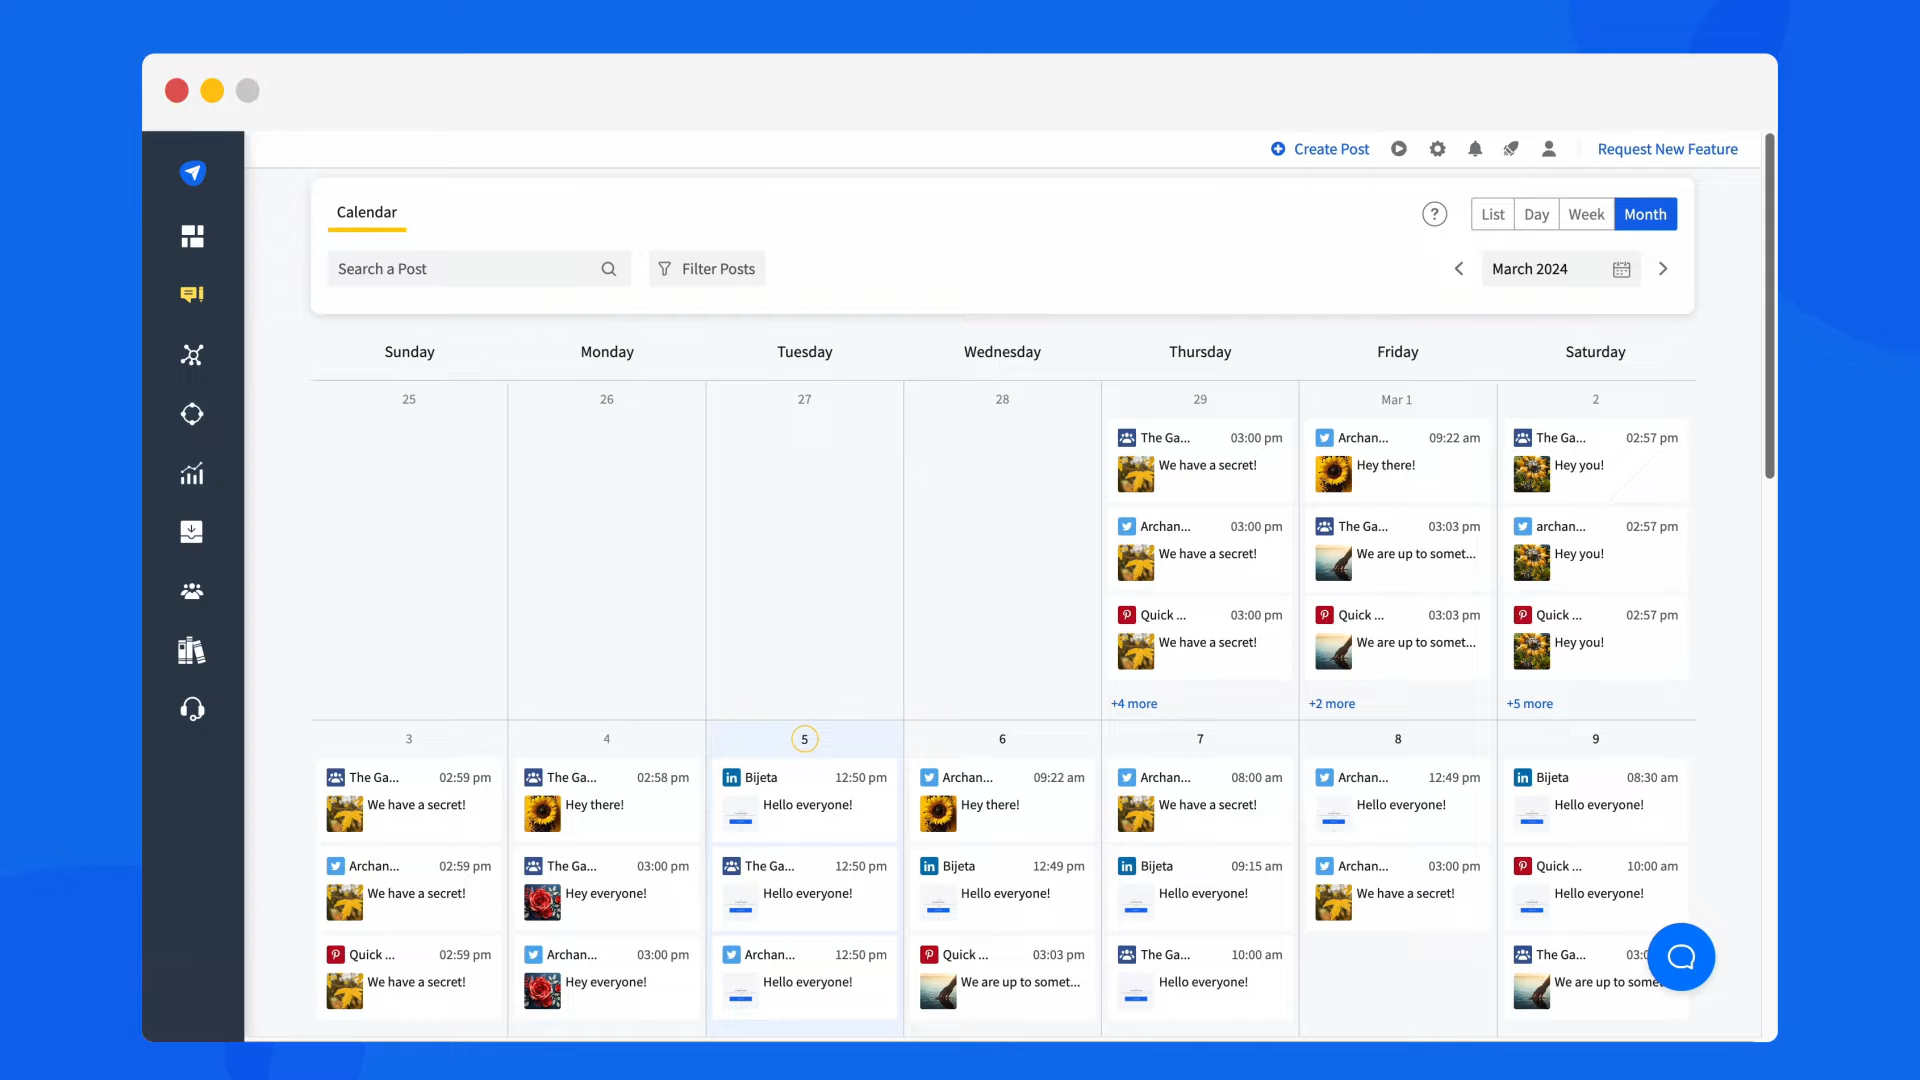 Create Post
Request New Feature
Calendar
?
List Day Week Month
Search a Post
Filter Posts
March 2024
Sunday Monday Tuesday Wednesday Thursday Friday Saturday
25 26 27 28 29 Mar 1 2
The Ga... 03:00 pm Archan... 09:22 am The Ga... 02:57 pm
We have a secret! Hey there! Hey you!
Archan... 03:00 pm The Ga... 03:03 pm archan... 02:57 pm
We have a secret! We are up to somet... Hey you!
Quick ... 03:00 pm Quick ... 03:03 pm Quick ... 02:57 pm
We have a secret! We are up to somet... Hey you!
+4 more +2 more +5 more
3 4 5 6 7 8 9
The Ga... 02:59 pm The Ga... 02:58 pm in Bijeta 12:50 pm Archan... 09:22 am Archan... 08:00 am Archan... 12:49 pm in Bijeta 08:30 am
We have a secret! Hey there! Hello everyone! Hey there! We have a secret! Hello everyone! Hello everyone!
Archan... 02:59 pm The Ga... 03:00 pm The Ga... 12:50 pm in Bijeta 12:49 pm in Bijeta 09:15 am Archan... 03:00 pm Quick ... 10:00 am
We have a secret! Hey everyone! Hello everyone! Hello everyone! Hello everyone! We have a secret! Hello everyone!
Quick ... 02:59 pm Archan... 03:00 pm Archan... 12:50 pm Quick ... 03:03 pm The Ga... 10:00 am The Ga...
We have a secret! Hey everyone! Hello everyone! We are up to somet... Hello everyone! We are up to